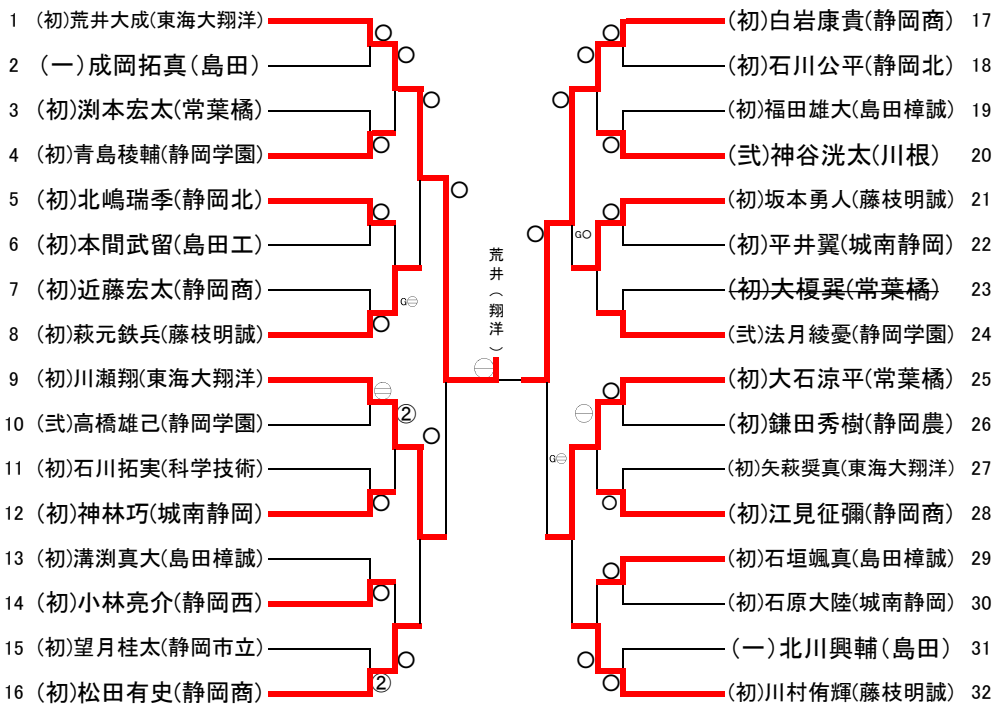 1 (初)荒井大成(東海大翔洋)
2 (一)成岡拓真(島田)
3 (初)渕本宏太(常葉橘)
4 (初)青島稜輔(静岡学園)
5 (初)北嶋瑞季(静岡北)
6 (初)本間武留(島田工)
7 (初)近藤宏太(静岡商)
8 (初)萩元鉄兵(藤枝明誠)
9 (初)川瀬翔(東海大翔洋)
10 (弐)高橋雄己(静岡学園)
11 (初)石川拓実(科学技術)
12 (初)神林巧(城南静岡)
13 (初)溝渕真大(島田樟誠)
14 (初)小林亮介(静岡西)
15 (初)望月桂太(静岡市立)
16 (初)松田有史(静岡商)
G
②
②
荒井(翔洋)
G
G
(初)白岩康貴(静岡商) 17
(初)石川公平(静岡北) 18
(初)福田雄大(島田樟誠) 19
(弐)神谷洸太(川根) 20
(初)坂本勇人(藤枝明誠) 21
(初)平井翼(城南静岡) 22
(初)大榎巽(常葉橘) 23
(弐)法月綾憂(静岡学園) 24
(初)大石涼平(常葉橘) 25
(初)鎌田秀樹(静岡農) 26
(初)矢萩奨真(東海大翔洋) 27
(初)江見征彌(静岡商) 28
(初)石垣颯真(島田樟誠) 29
(初)石原大陸(城南静岡) 30
(一)北川興輔(島田) 31
(初)川村侑輝(藤枝明誠) 32